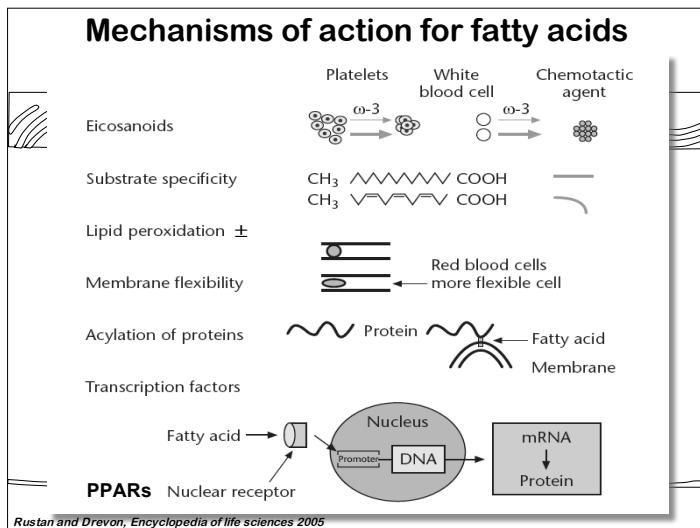 Mechanisms of action for fatty acids
Platelets
White
blood cell
Chemotactic
agent
Eicosanoids
ω-3
ω-3
Substrate specificity
CH₃ COOH
CH₃ COOH
Lipid peroxidation ±
Membrane flexibility
Red blood cells
more flexible cell
Acylation of proteins
Protein
Fatty acid
Membrane
Transcription factors
Nucleus
Fatty acid
Promoter
DNA
mRNA
Protein
PPARs Nuclear receptor
Rustan and Drevon, Encyclopedia of life sciences 2005